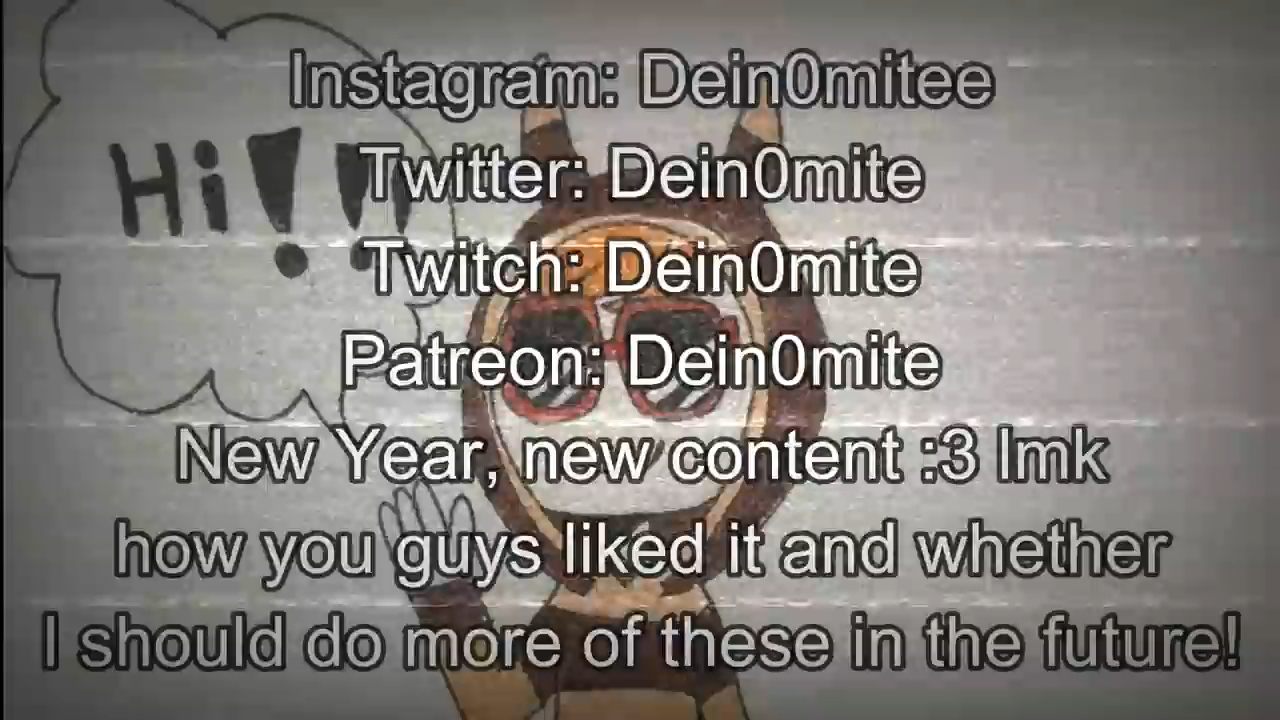 Instagram: Dein0mitee
Hi!!!
Twitter: Dein0mite
Twitch: Dein0mite
Patreon: Dein0mite
New Year, new content :3 lmk
how you guys liked it and whether
I should do more of these in the future!